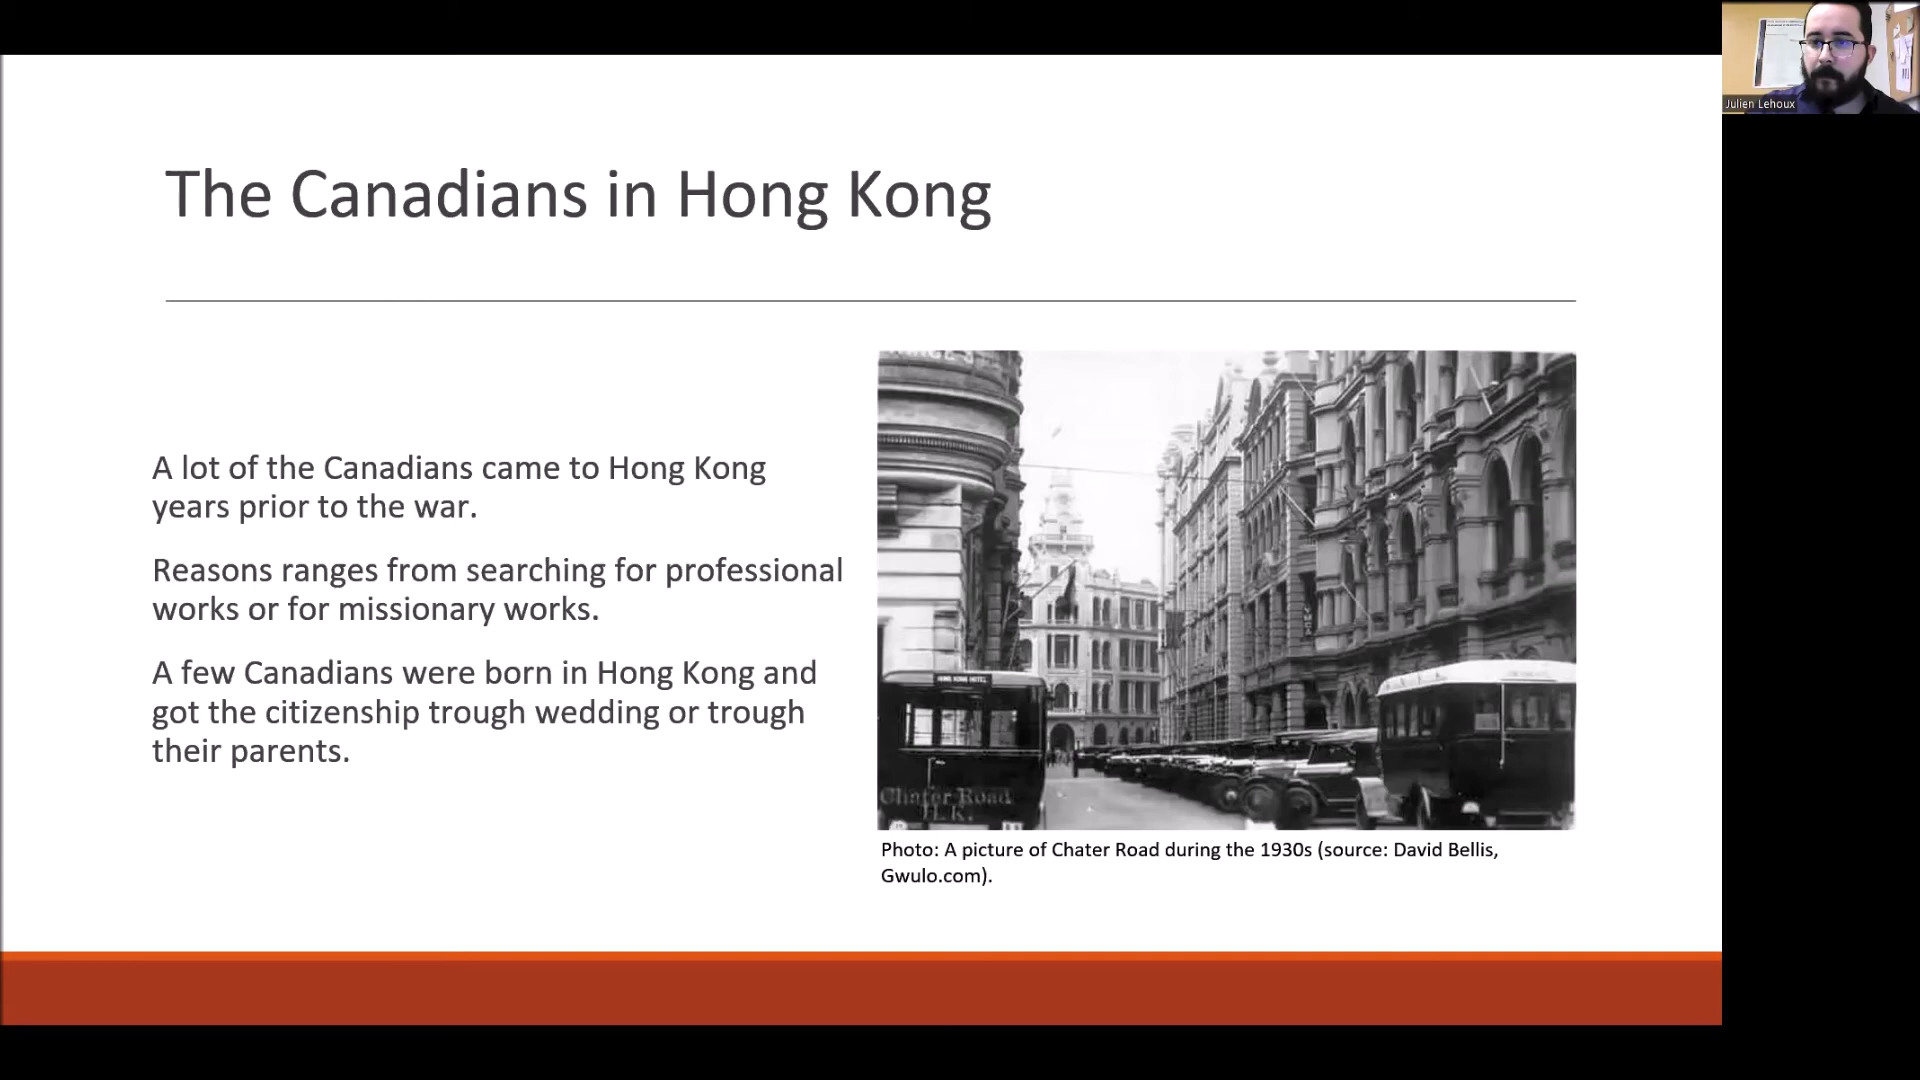 Julien Lehoux
The Canadians in Hong Kong
A lot of the Canadians came to Hong Kong
years prior to the war.
Reasons ranges from searching for professional
works or for missionary works.
A few Canadians were born in Hong Kong and
got the citizenship trough wedding or trough
their parents.
HONG KONG HOTEL
Chater Road
H.K.
Photo: A picture of Chater Road during the 1930s (source: David Bellis,
Gwulo.com).